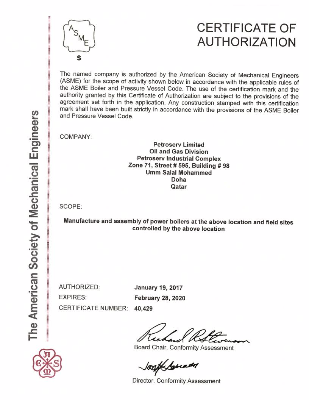 ASME
S
CERTIFICATE OF
AUTHORIZATION
The named company is authorized by the American Society of Mechanical Engineers
(ASME) for the scope of activity shown below in accordance with the applicable rules of
the ASME Boiler and Pressure Vessel Code. The use of the certification mark and the
authority granted by this Certificate of Authorization are subject to the provisions of the
agreement set forth in the application. Any construction stamped with this certification
mark shall have been built strictly in accordance with the provisions of the ASME Boiler
and Pressure Vessel Code.
COMPANY:
Petroserv Limited
Oil and Gas Division
Petroserv Industrial Complex
Zone 71, Street # 595, Building # 98
Umm Salal Mohammed
Doha
Qatar
SCOPE:
Manufacture and assembly of power boilers at the above location and field sites
controlled by the above location
AUTHORIZED: January 19, 2017
EXPIRES: February 28, 2020
CERTIFICATE NUMBER: 40,429
Board Chair, Conformity Assessment
Director, Conformity Assessment
The American Society of Mechanical Engineers
ASME